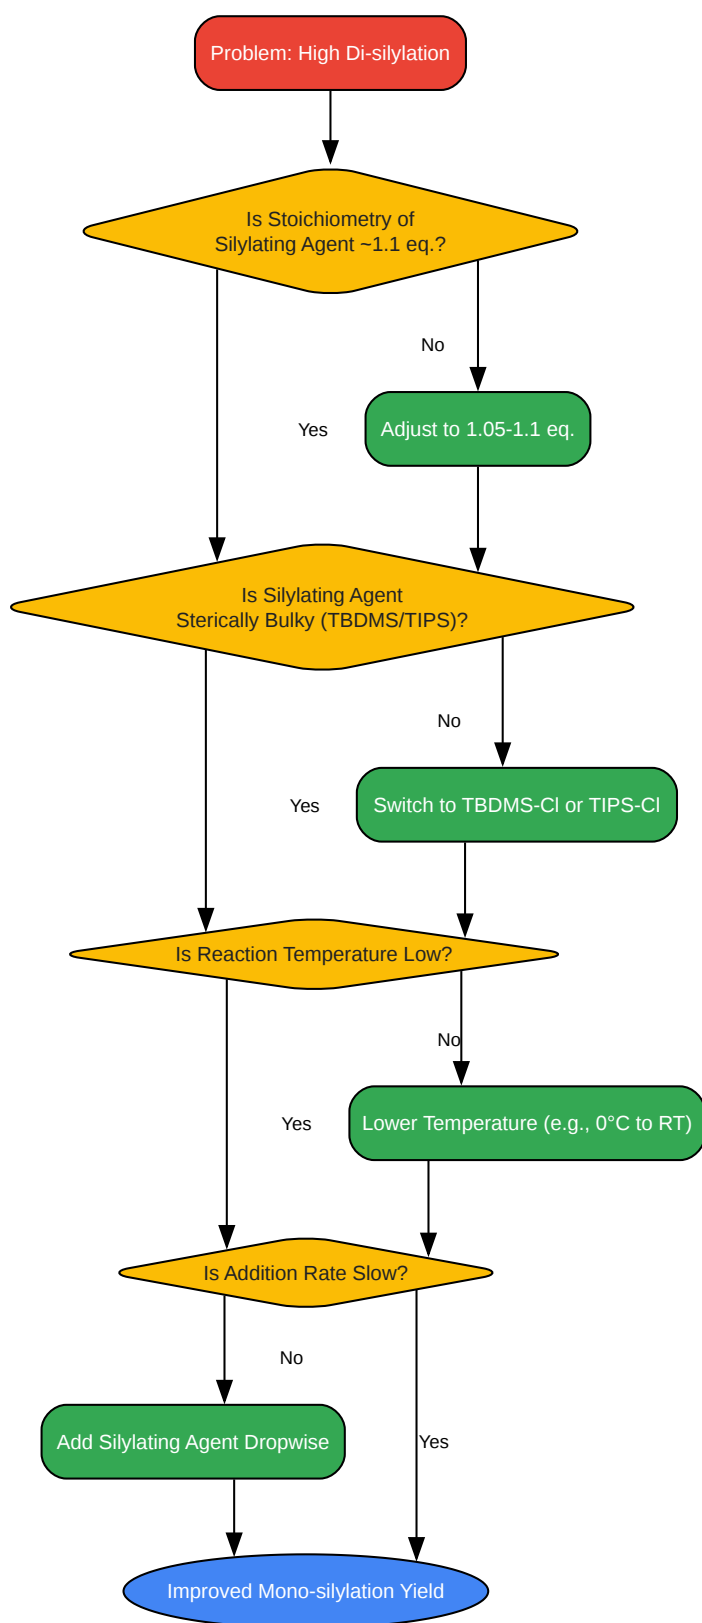 Problem: High Di-silylation
Is Stoichiometry of
Silylating Agent ~1.1 eq.?
No
Yes
Adjust to 1.05-1.1 eq.
Is Silylating Agent
Sterically Bulky (TBDMS/TIPS)?
No
Yes
Switch to TBDMS-Cl or TIPS-Cl
Is Reaction Temperature Low?
No
Yes
Lower Temperature (e.g., 0°C to RT)
Is Addition Rate Slow?
No
Add Silylating Agent Dropwise
Yes
Improved Mono-silylation Yield